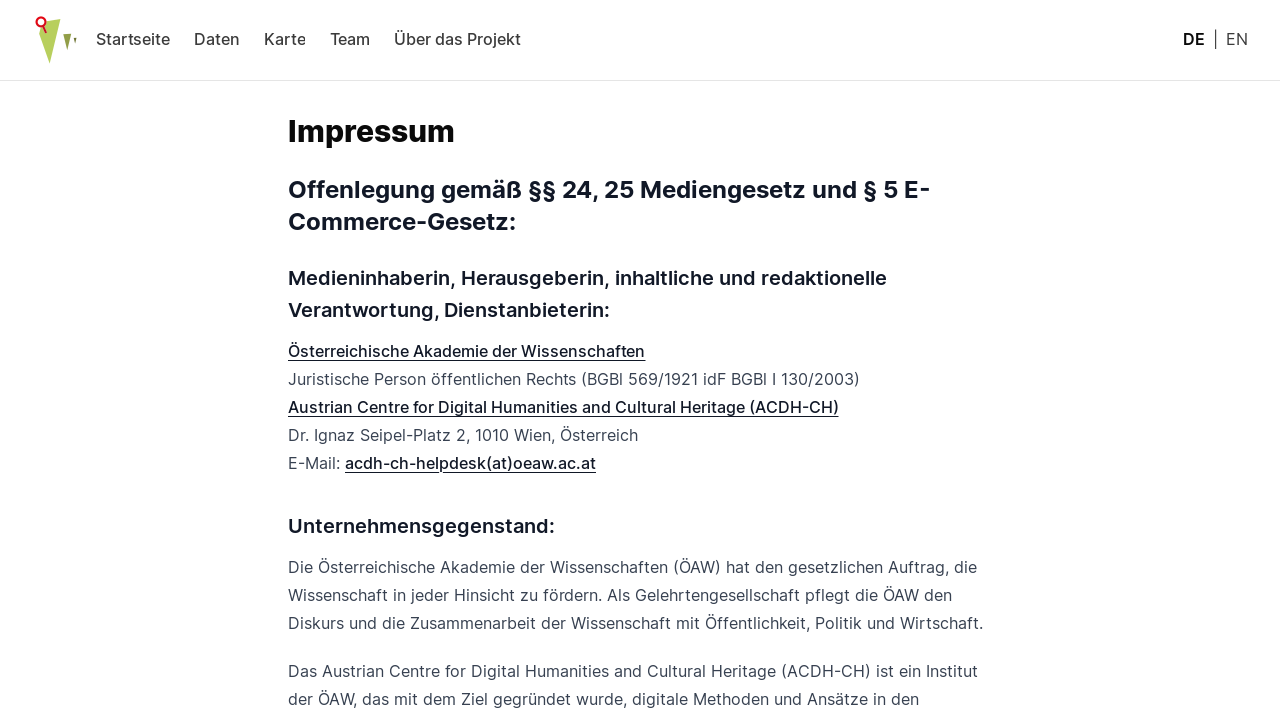 Startseite Daten Karte Team Über das Projekt DE | EN
Impressum
Offenlegung gemäß §§ 24, 25 Mediengesetz und § 5 E-
Commerce-Gesetz:
Medieninhaberin, Herausgeberin, inhaltliche und redaktionelle
Verantwortung, Dienstanbieterin:
Österreichische Akademie der Wissenschaften
Juristische Person öffentlichen Rechts (BGBl 569/1921 idF BGBl I 130/2003)
Austrian Centre for Digital Humanities and Cultural Heritage (ACDH-CH)
Dr. Ignaz Seipel-Platz 2, 1010 Wien, Österreich
E-Mail: acdh-ch-helpdesk(at)oeaw.ac.at
Unternehmensgegenstand:
Die Österreichische Akademie der Wissenschaften (ÖAW) hat den gesetzlichen Auftrag, die
Wissenschaft in jeder Hinsicht zu fördern. Als Gelehrtengesellschaft pflegt die ÖAW den
Diskurs und die Zusammenarbeit der Wissenschaft mit Öffentlichkeit, Politik und Wirtschaft.
Das Austrian Centre for Digital Humanities and Cultural Heritage (ACDH-CH) ist ein Institut
der ÖAW, das mit dem Ziel gegründet wurde, digitale Methoden und Ansätze in den